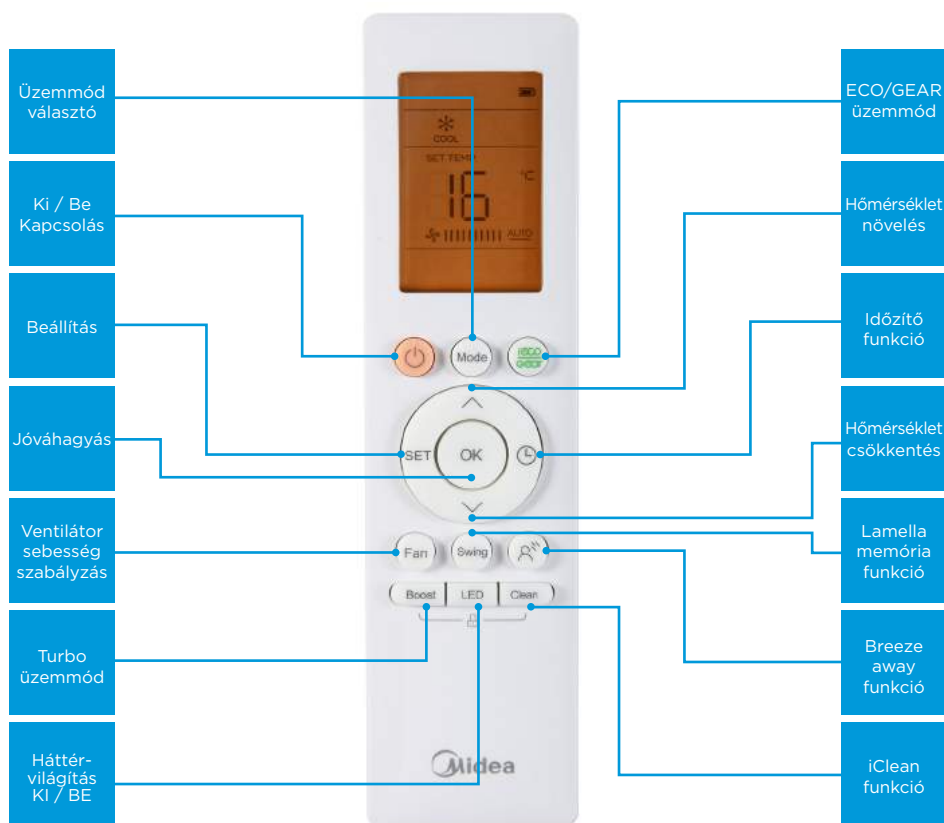 Üzemmód
választó
Ki / Be
Kapcsolás
Beállítás
Jóváhagyás
Ventilátor
sebesség
szabályzás
Turbo
üzemmód
Háttér-
világítás
KI / BE
COOL
SET TEMP
16
°C
AUTO
Mode
ECO
GEAR
SET
OK
Fan
Swing
Boost
LED
Clean
Midea
ECO/GEAR
üzemmód
Hőmérséklet
növelés
Időzítő
funkció
Hőmérséklet
csökkentés
Lamella
memória
funkció
Breeze
away
funkció
iClean
funkció